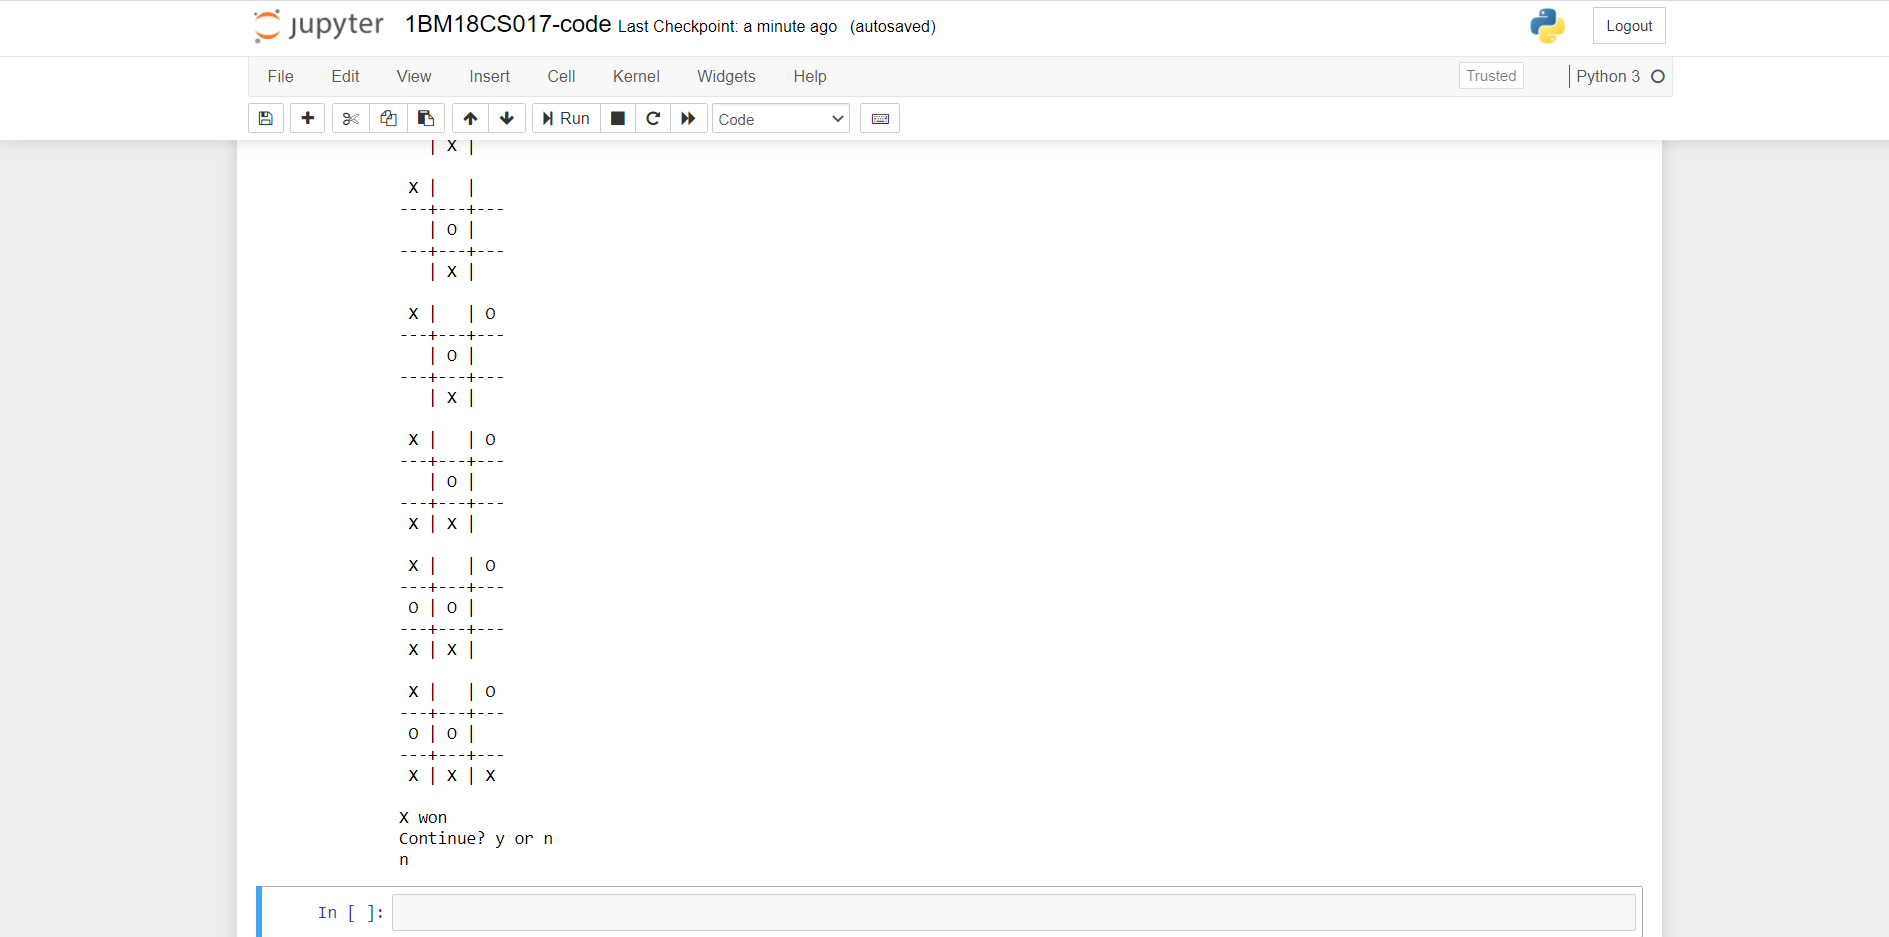 jupyter 1BM18CS017-code Last Checkpoint: a minute ago (autosaved) Logout
File Edit View Insert Cell Kernel Widgets Help Trusted Python 3
Run Code
  | X |
X |   |
---+---+---
  | O |
---+---+---
  | X |
X |   | O
---+---+---
  | O |
---+---+---
  | X |
X |   | O
---+---+---
  | O |
---+---+---
X | X |
X |   | O
---+---+---
O | O |
---+---+---
X | X |
X |   | O
---+---+---
O | O |
---+---+---
X | X | X
X won
Continue? y or n
n
In [ ]: